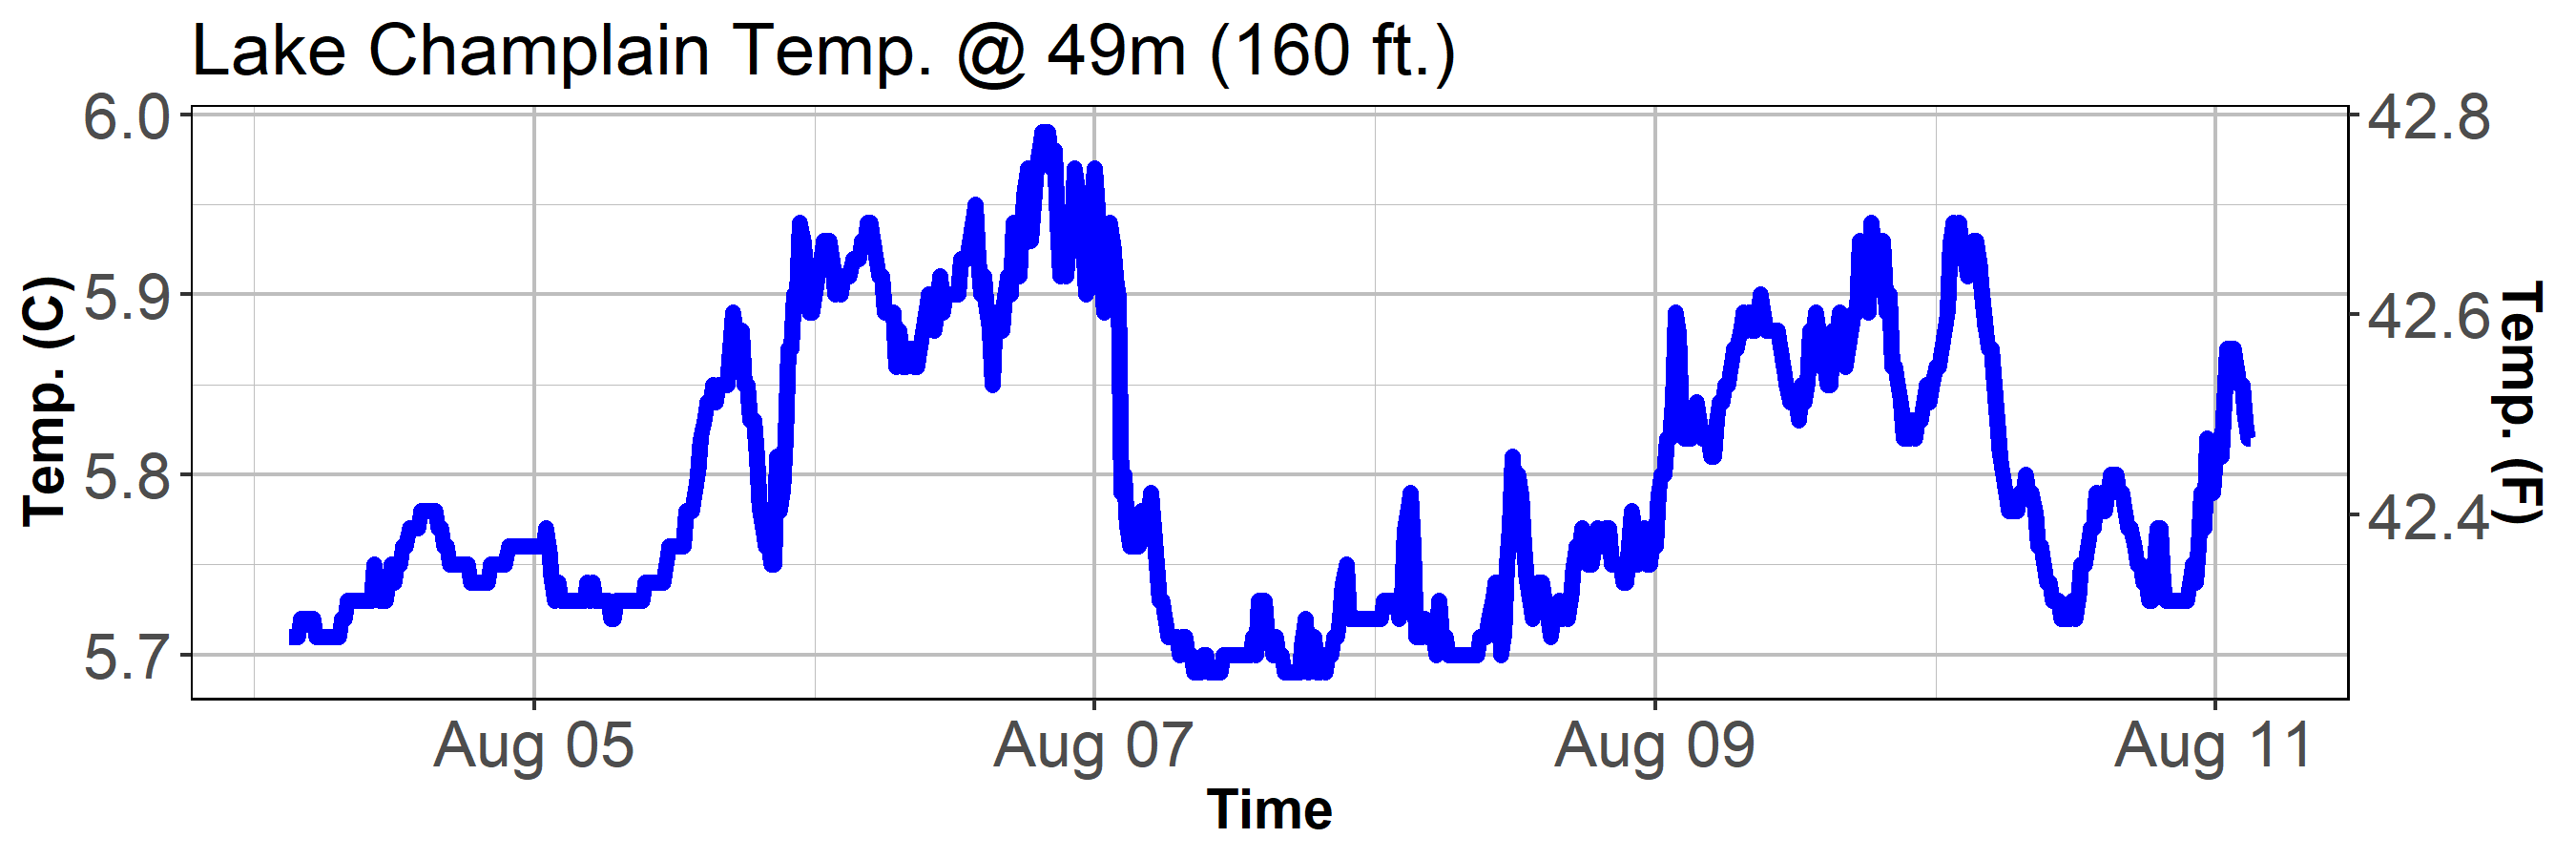 Lake Champlain Temp. @ 49m (160 ft.)
6.0
5.9
5.8
5.7
Temp. (C)
42.8
42.6
42.4
Temp. (F)
Aug 05 Aug 07 Aug 09 Aug 11
Time